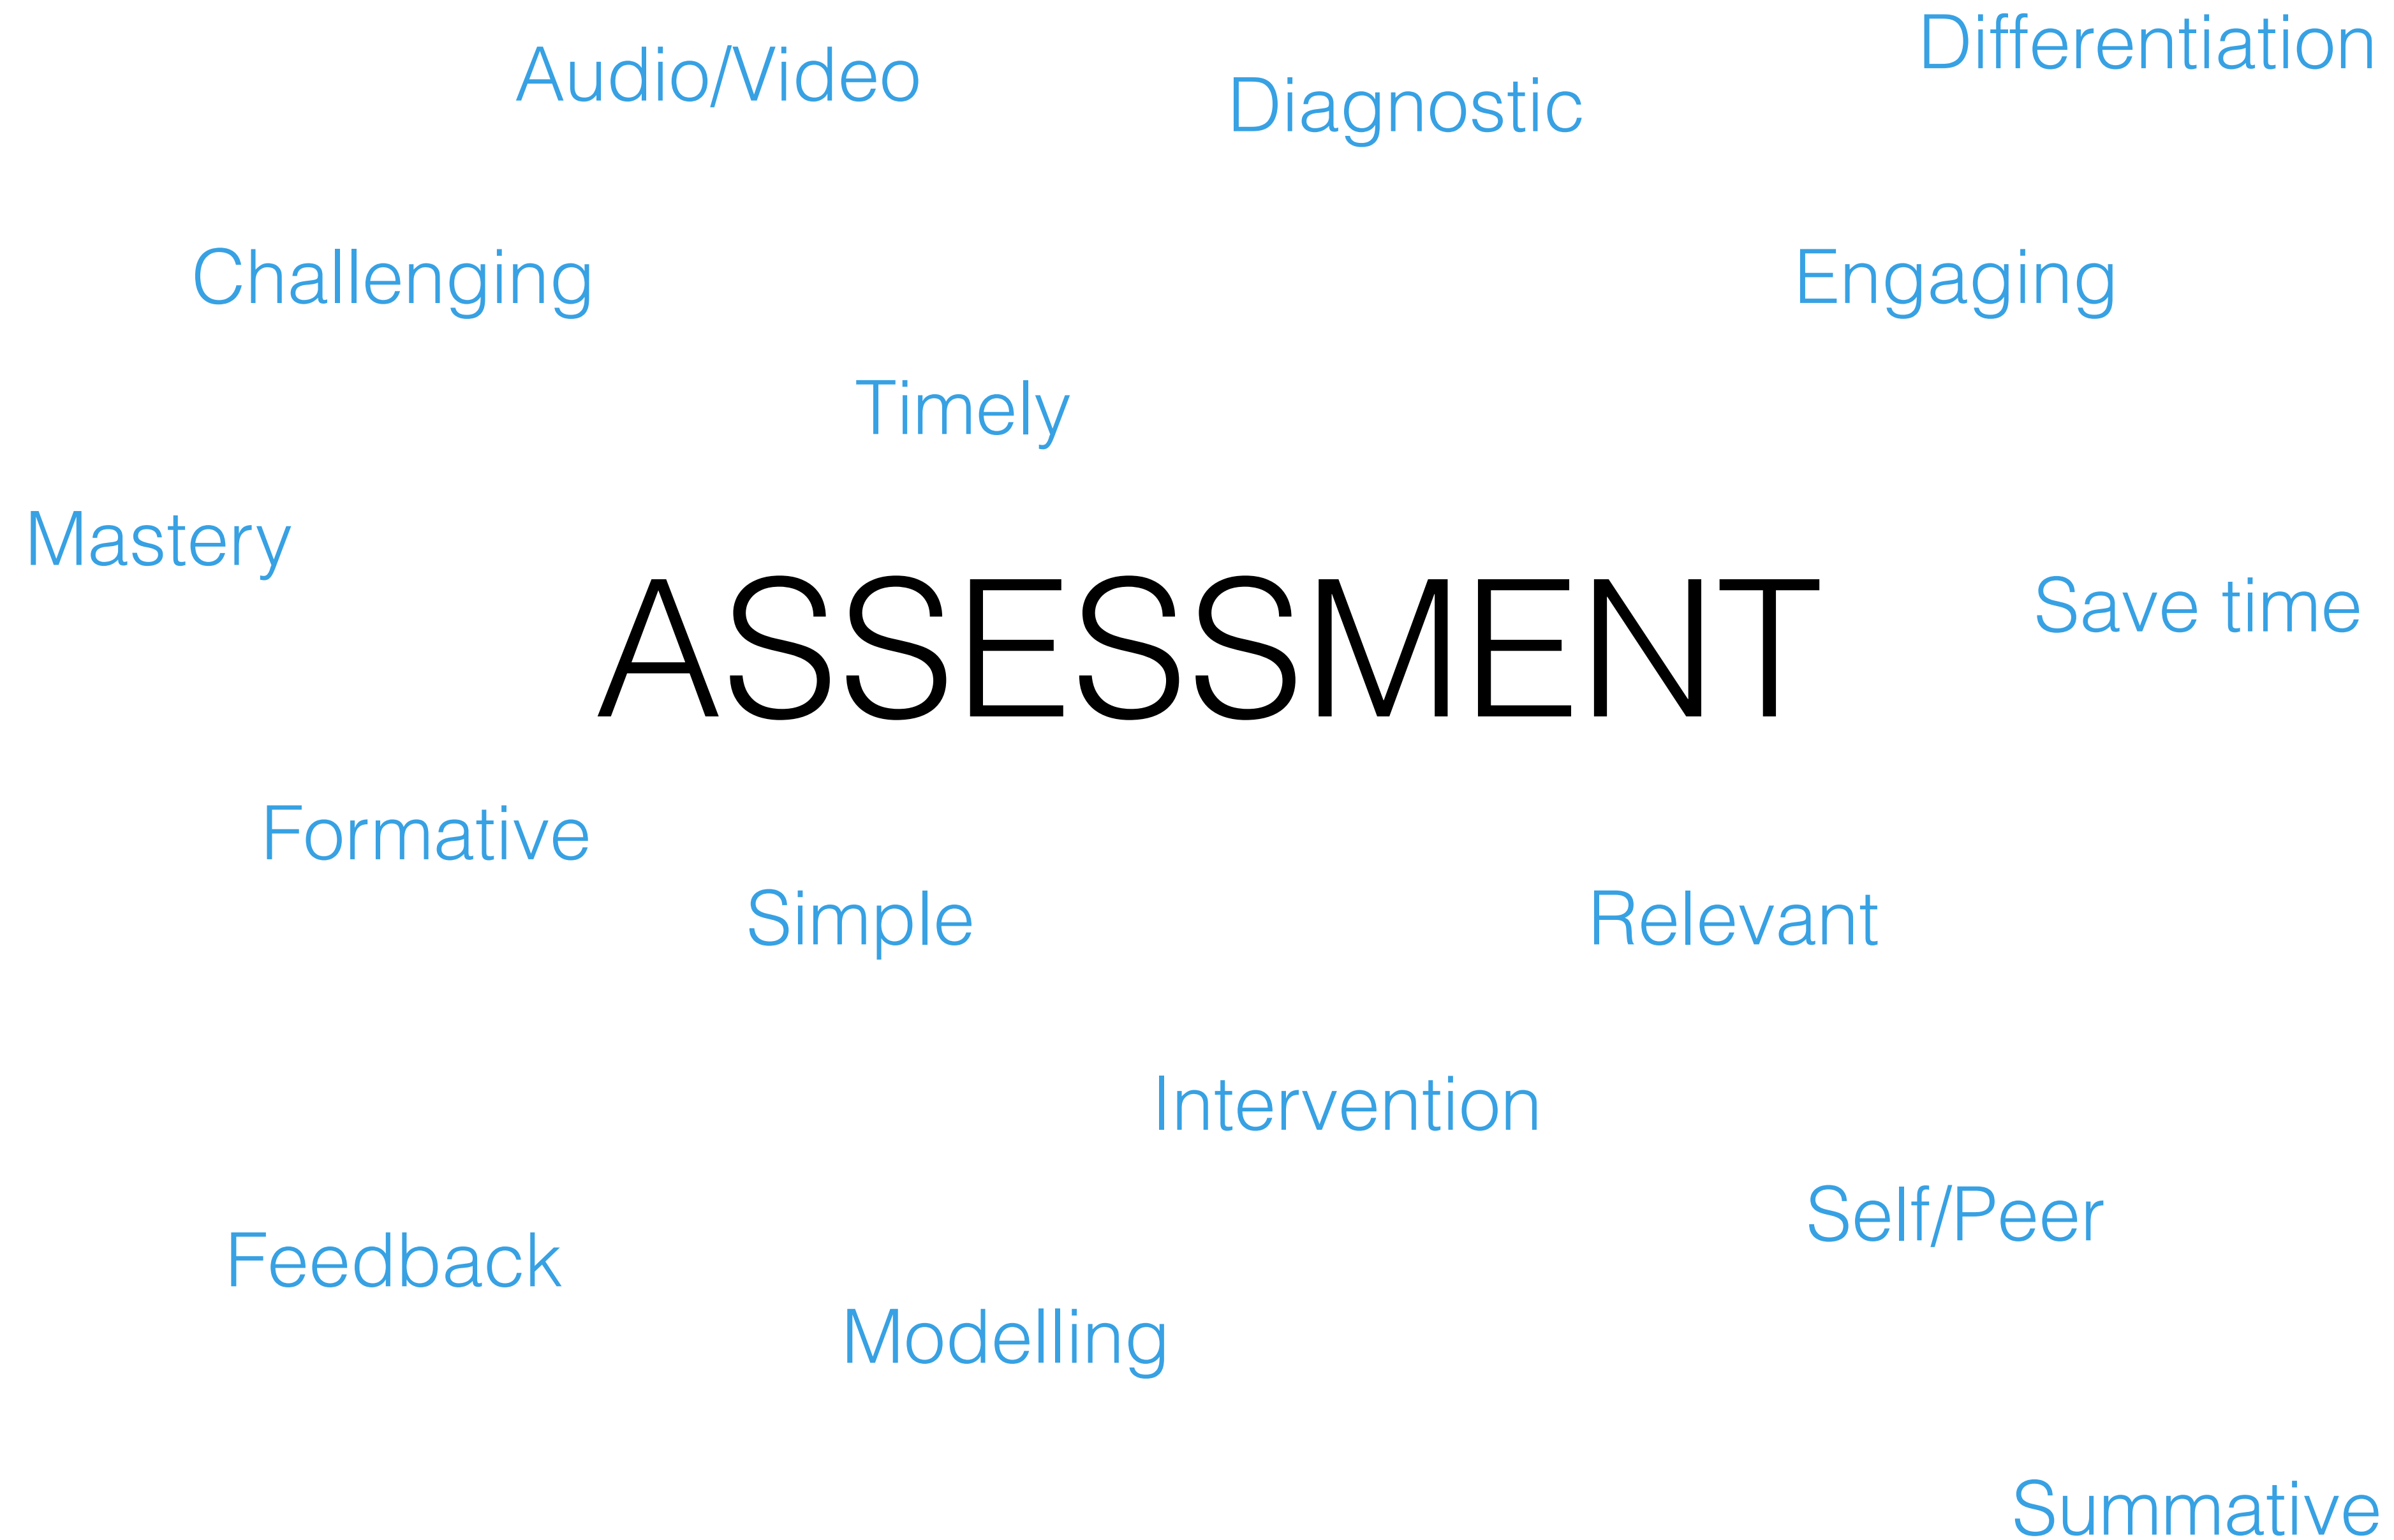 Differentiation
Audio/Video
Diagnostic
Challenging
Engaging
Timely
Mastery
ASSESSMENT
Save time
Formative
Simple
Relevant
Intervention
Self/Peer
Feedback
Modelling
Summative